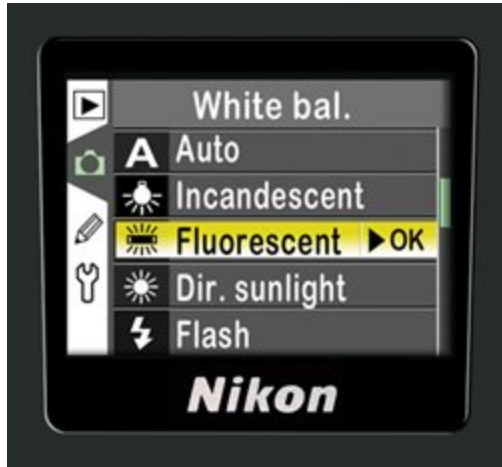 White bal.
A Auto
Incandescent
Fluorescent ▶OK
Dir. sunlight
Flash
Nikon